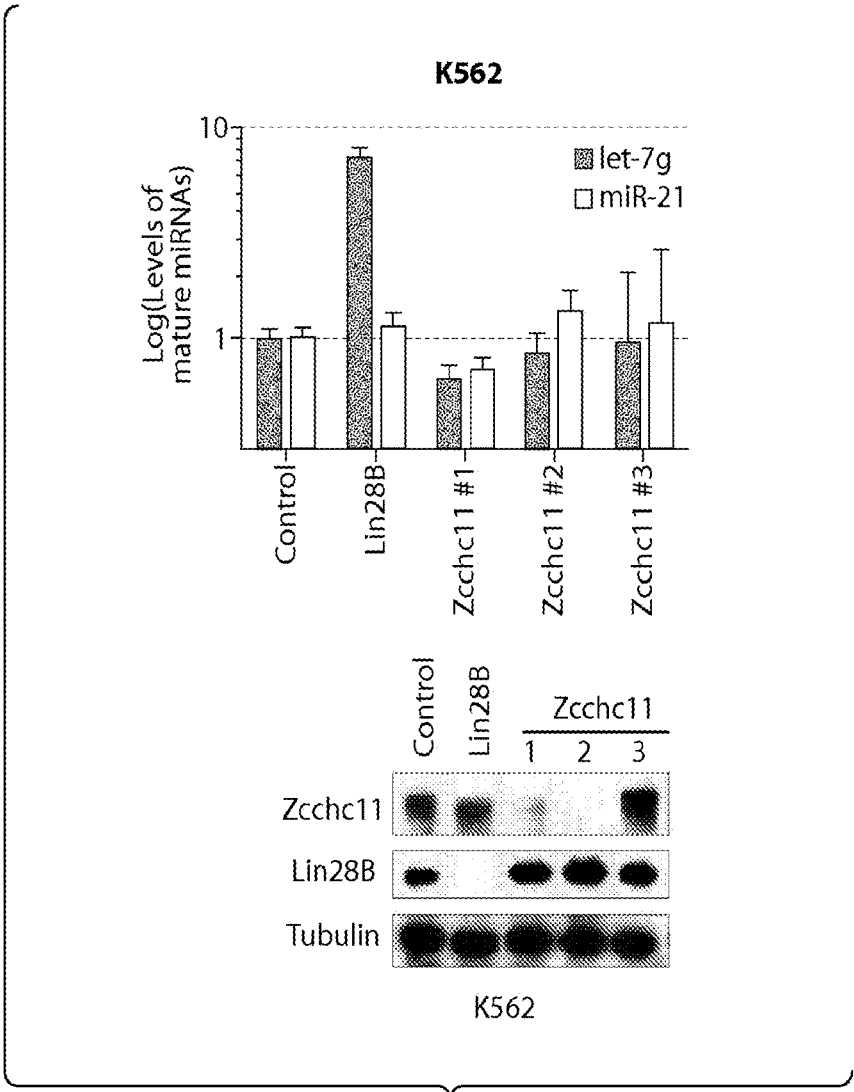 K562
10
let-7g
miR-21
Log(Levels of
mature miRNAs)
1
Control
Lin28B
Zcchc11 #1
Zcchc11 #2
Zcchc11 #3
Control
Lin28B
Zcchc11
1 2 3
Zcchc11
Lin28B
Tubulin
K562